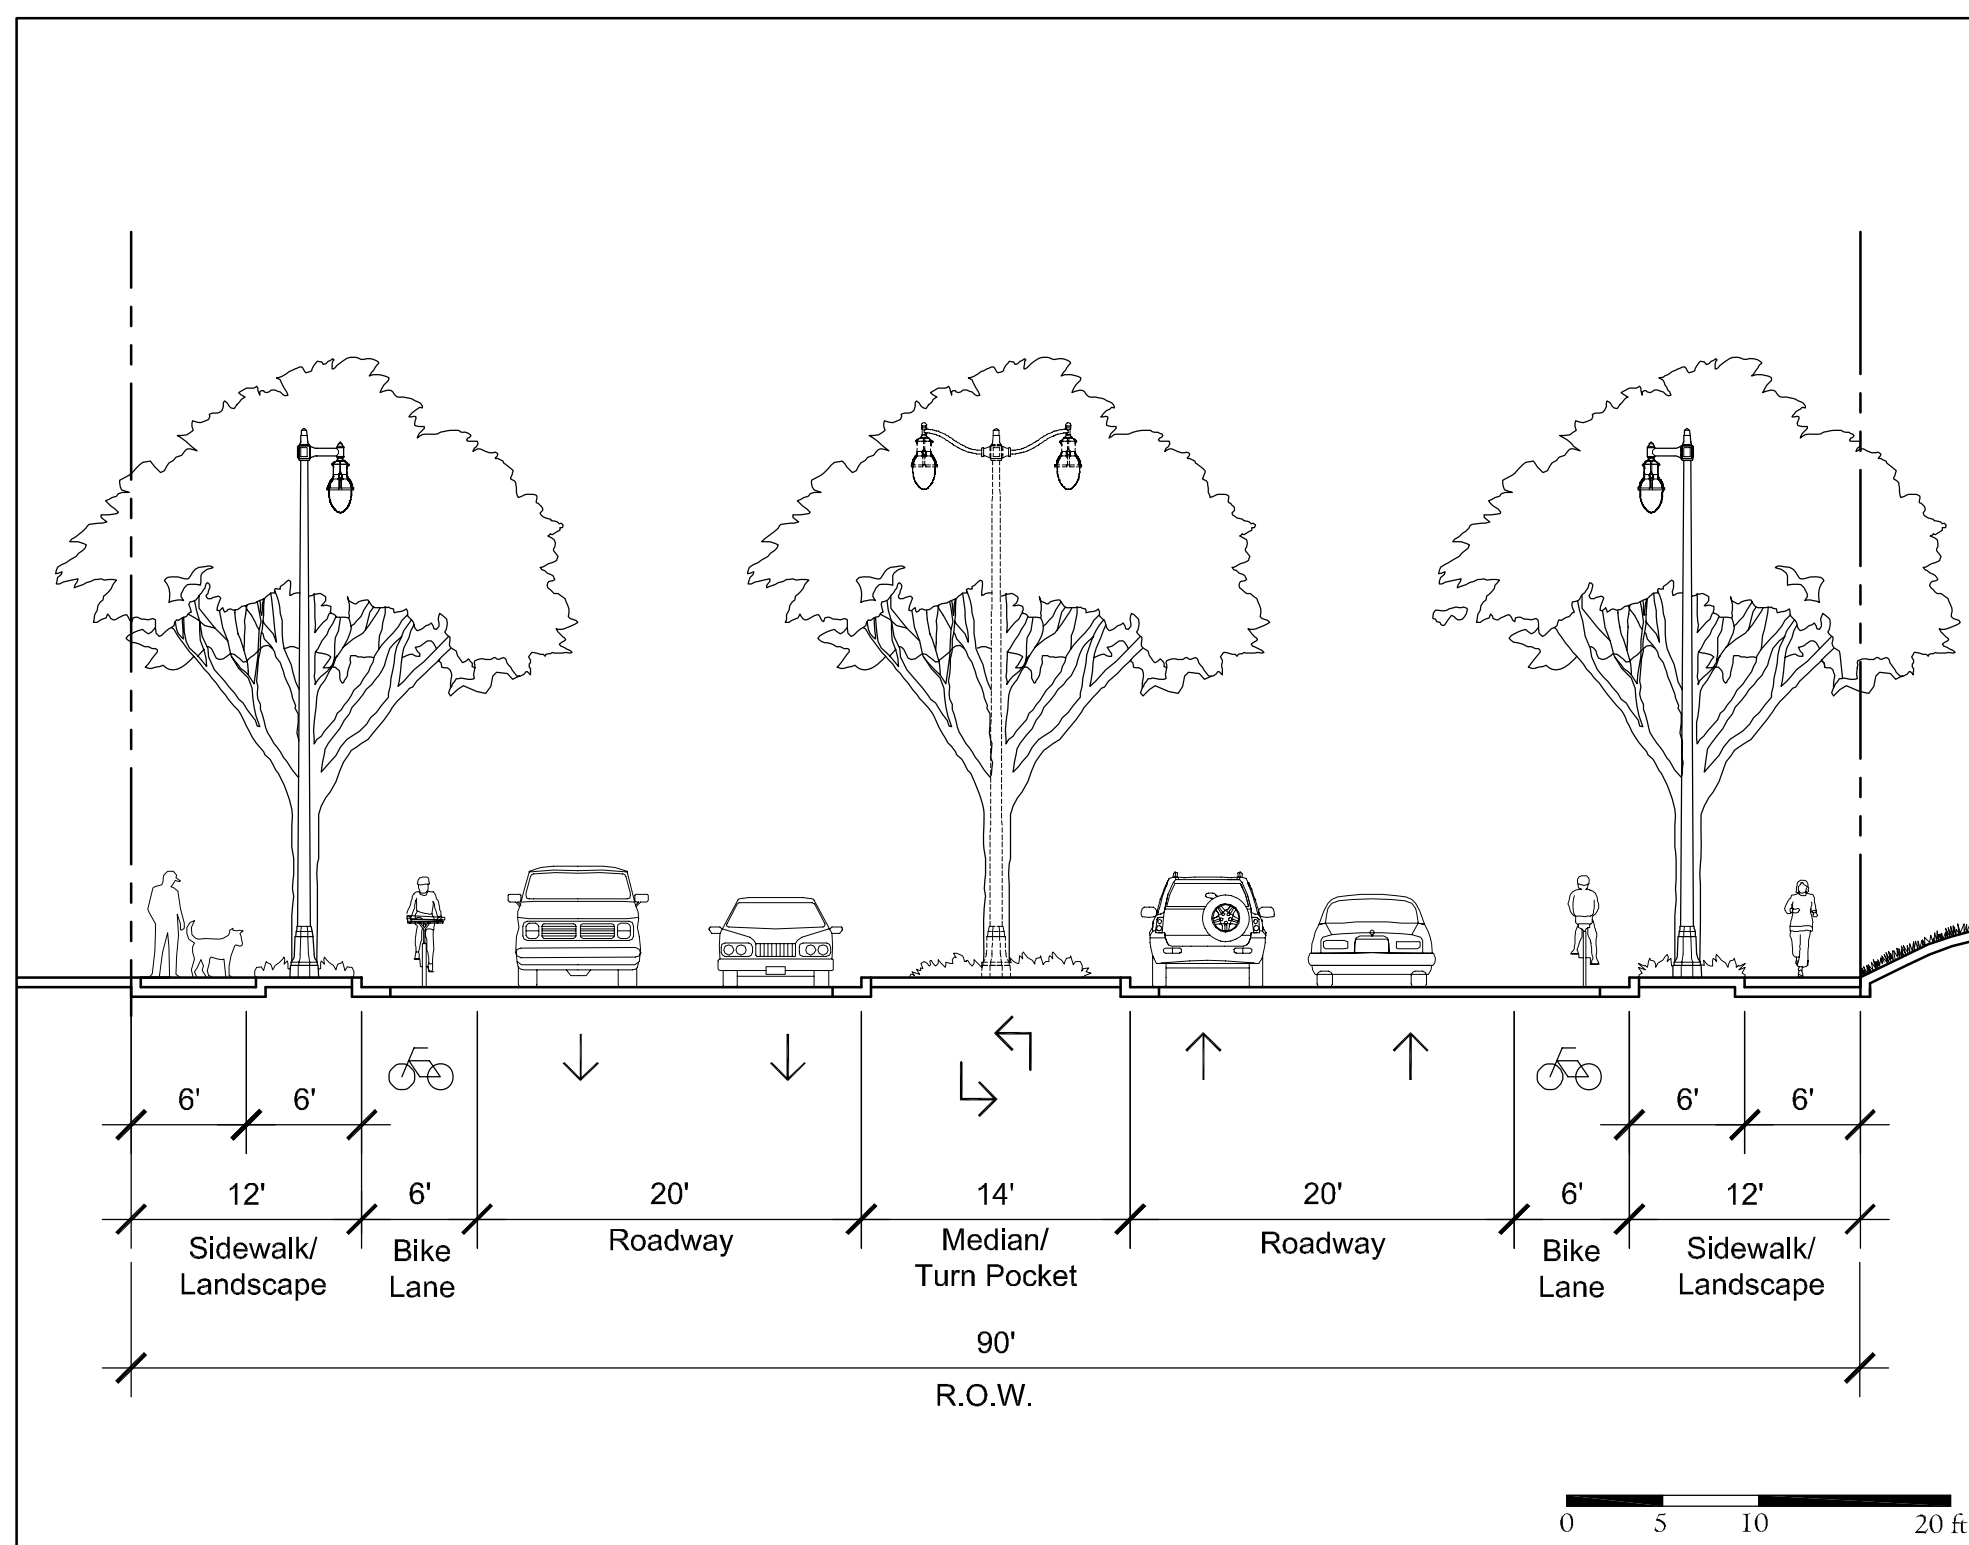 6' 6' 6' 6'
12' 6' 20' 14' 20' 6' 12'
Sidewalk/
Landscape
Bike
Lane
Roadway
Median/
Turn Pocket
Roadway
Bike
Lane
Sidewalk/
Landscape
90'
R.O.W.
0 5 10 20 ft